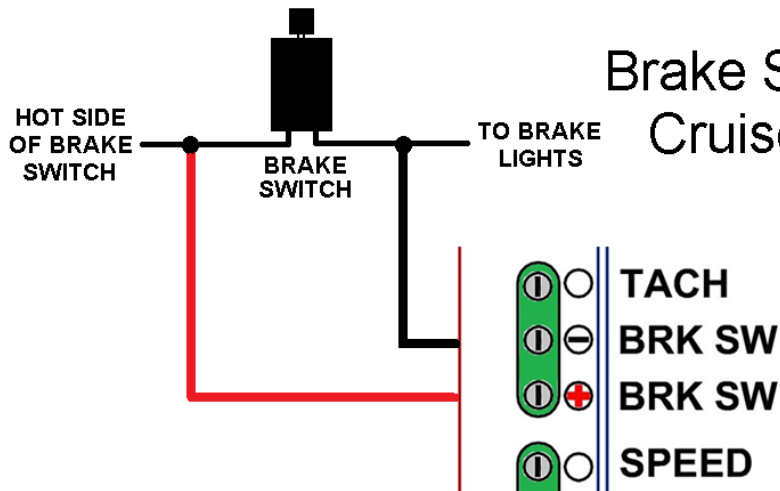 Brake S
Cruise
HOT SIDE
OF BRAKE
SWITCH
BRAKE
SWITCH
TO BRAKE
LIGHTS
TACH
BRK SW
BRK SW
SPEED